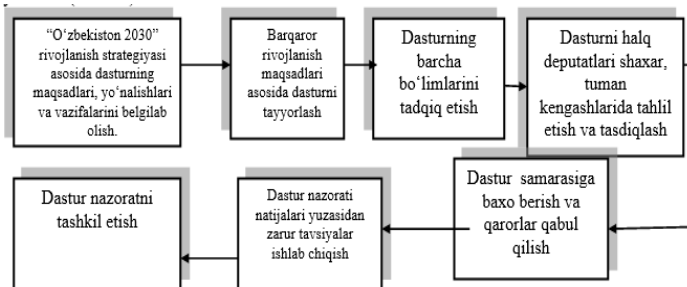 “O‘zbekiston 2030”
rivojlanish strategiyasi
asosida dasturning
maqsadlari, yo‘nalishlari
va vazifalarini belgilab
olish.
Barqaror
rivojlanish
maqsadlari
asosida dasturni
tayyorlash
Dasturning
barcha
bo‘limlarini
tadqiq etish
Dasturni halq
deputatlari shaxar,
tuman
kengashlarida tahlil
etish va tasdiqlash
Dastur samarasiga
baxo berish va
qarorlar qabul
qilish
Dastur nazorati
natijalari yuzasidan
zarur tavsiyalar
ishlab chiqish
Dastur nazoratni
tashkil etish